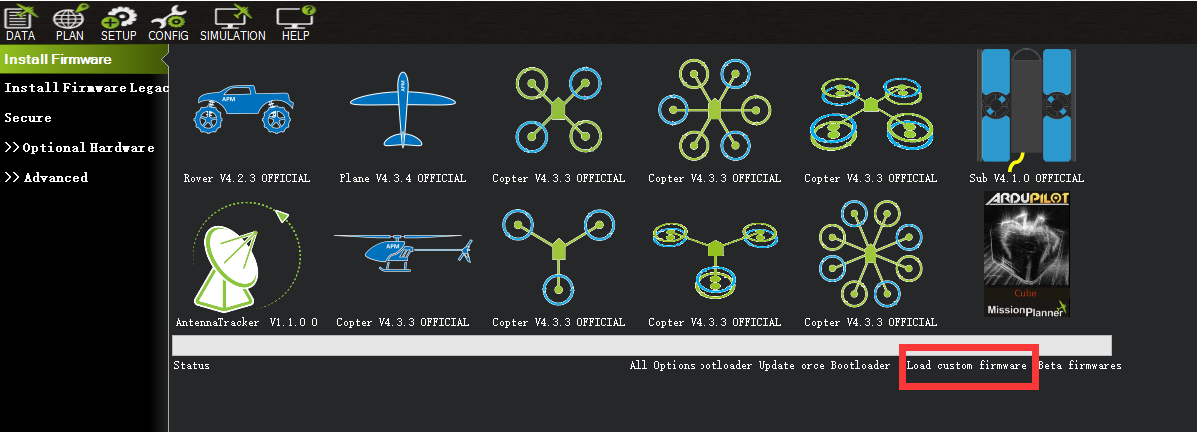 DATA PLAN SETUP CONFIG SIMULATION HELP
Install Firmware
Install Firmware Legac
Secure
>> Optional Hardware
>> Advanced
APM
APM
Rover V4.2.3 OFFICIAL
Plane V4.3.4 OFFICIAL
Copter V4.3.3 OFFICIAL
Copter V4.3.3 OFFICIAL
Copter V4.3.3 OFFICIAL
Sub V4.1.0 OFFICIAL
APM
ARDUPILOT
Cube
MissionPlanner
AntennaTracker V1.1.0 O
Copter V4.3.3 OFFICIAL
Copter V4.3.3 OFFICIAL
Copter V4.3.3 OFFICIAL
Copter V4.3.3 OFFICIAL
Status
All Options ootloader Update orce Bootloader Load custom firmware Beta firmwares